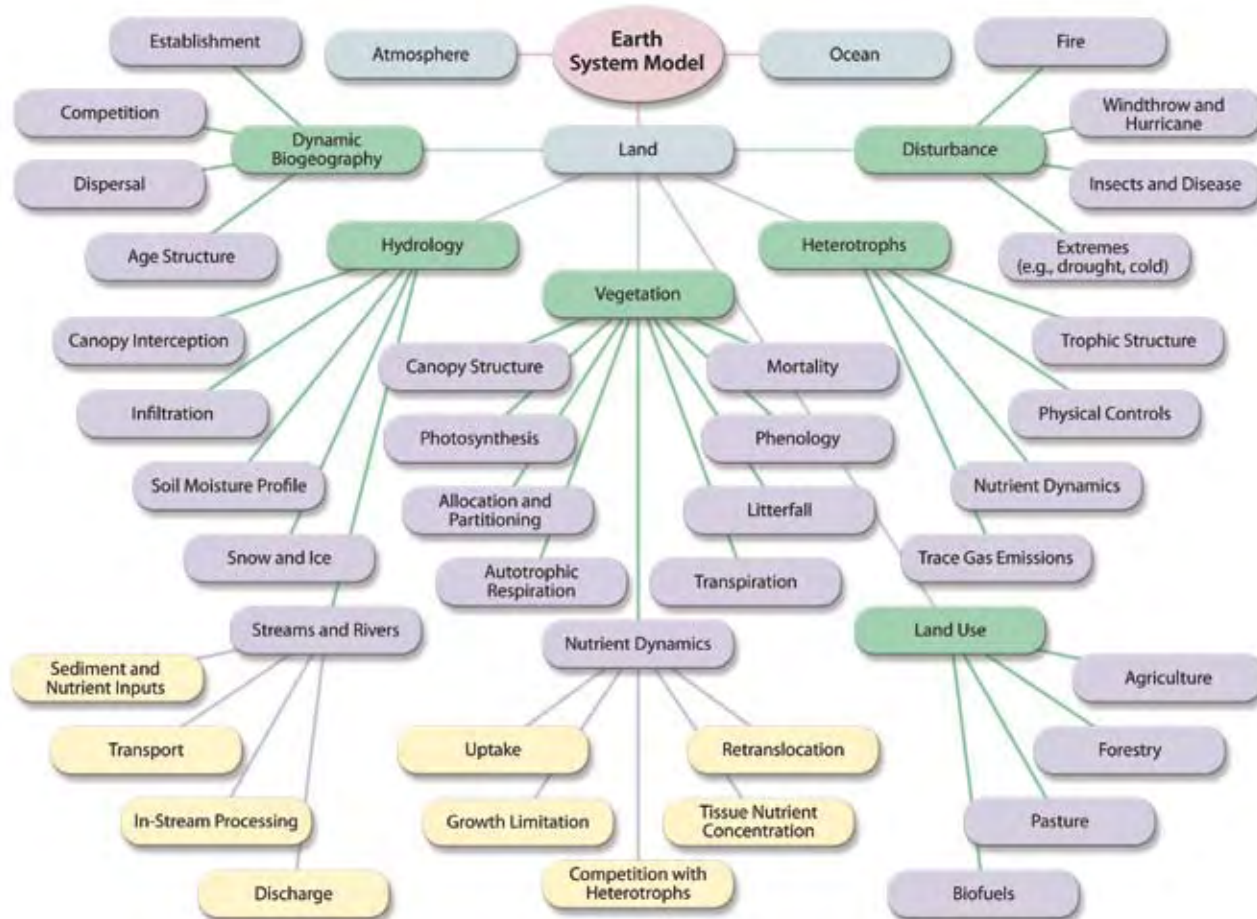 Earth
System Model
Atmosphere
Ocean
Land
Establishment
Competition
Dynamic
Biogeography
Dispersal
Age Structure
Fire
Windthrow and
Hurricane
Disturbance
Insects and Disease
Extremes
(e.g., drought, cold)
Hydrology
Canopy Interception
Infiltration
Soil Moisture Profile
Snow and Ice
Streams and Rivers
Sediment and
Nutrient Inputs
Transport
In-Stream Processing
Discharge
Vegetation
Canopy Structure
Photosynthesis
Allocation and
Partitioning
Autotrophic
Respiration
Mortality
Phenology
Litterfall
Transpiration
Nutrient Dynamics
Uptake
Growth Limitation
Competition with
Heterotrophs
Retranslocation
Tissue Nutrient
Concentration
Heterotrophs
Trophic Structure
Physical Controls
Nutrient Dynamics
Trace Gas Emissions
Land Use
Agriculture
Forestry
Pasture
Biofuels